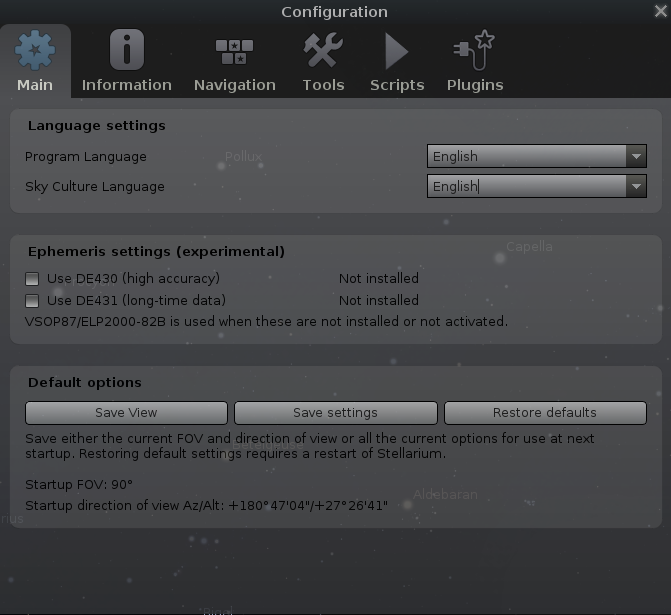 Configuration
Main
Information
Navigation
Tools
Scripts
Plugins
Language settings
Program Language
English
Pollux
Sky Culture Language
English
Ephemeris settings (experimental)
Capella
Use DE430 (high accuracy)
Not installed
Use DE431 (long-time data)
Not installed
VSOP87/ELP2000-82B is used when these are not installed or not activated.
Default options
Save View
Save settings
Restore defaults
Save either the current FOV and direction of view or all the current options for use at next
startup. Restoring default settings requires a restart of Stellarium.
Startup FOV: 90°
Aldebaran
Startup direction of view Az/Alt: +180°47'04"/+27°26'41"
rius
Rigel